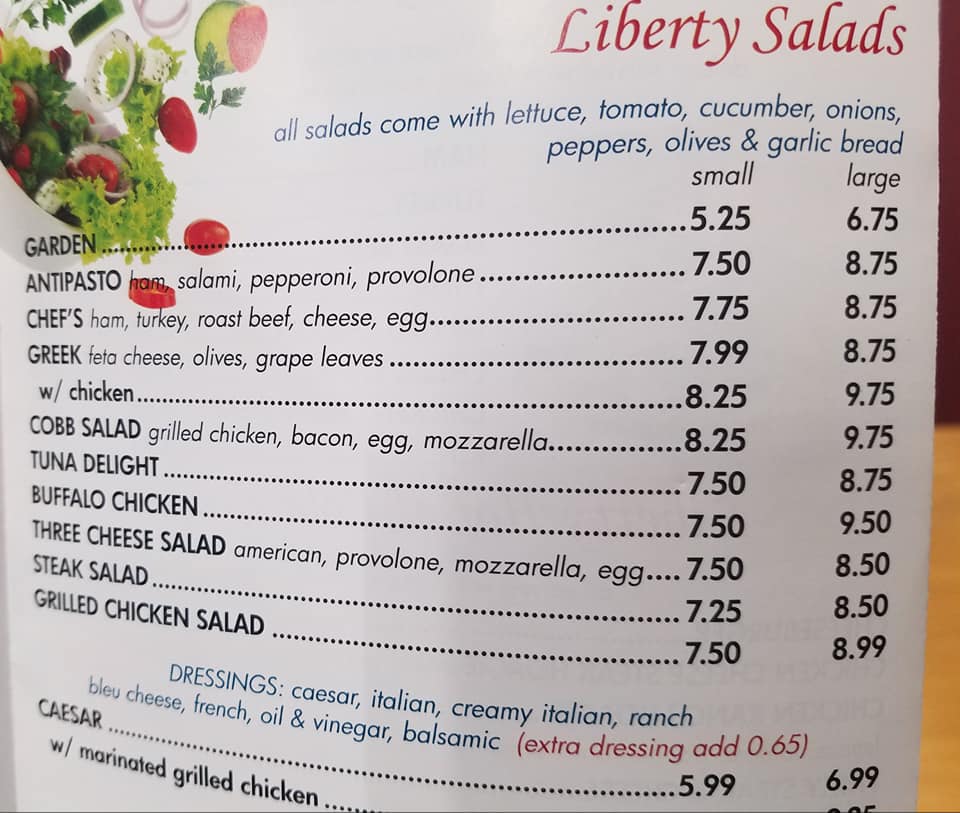 Liberty Salads
all salads come with lettuce, tomato, cucumber, onions,
peppers, olives & garlic bread
small large
GARDEN 5.25 6.75
ANTIPASTO ham, salami, pepperoni, provolone 7.50 8.75
CHEF'S ham, turkey, roast beef, cheese, egg 7.75 8.75
GREEK feta cheese, olives, grape leaves 7.99 8.75
w/ chicken 8.25 9.75
COBB SALAD grilled chicken, bacon, egg, mozzarella 8.25 9.75
TUNA DELIGHT 7.50 8.75
BUFFALO CHICKEN 7.50 9.50
THREE CHEESE SALAD american, provolone, mozzarella, egg 7.50 8.50
STEAK SALAD 7.25 8.50
GRILLED CHICKEN SALAD 7.50 8.99
DRESSINGS: caesar, italian, creamy italian, ranch
bleu cheese, french, oil & vinegar, balsamic (extra dressing add 0.65)
CAESAR 5.99 6.99
w/ marinated grilled chicken